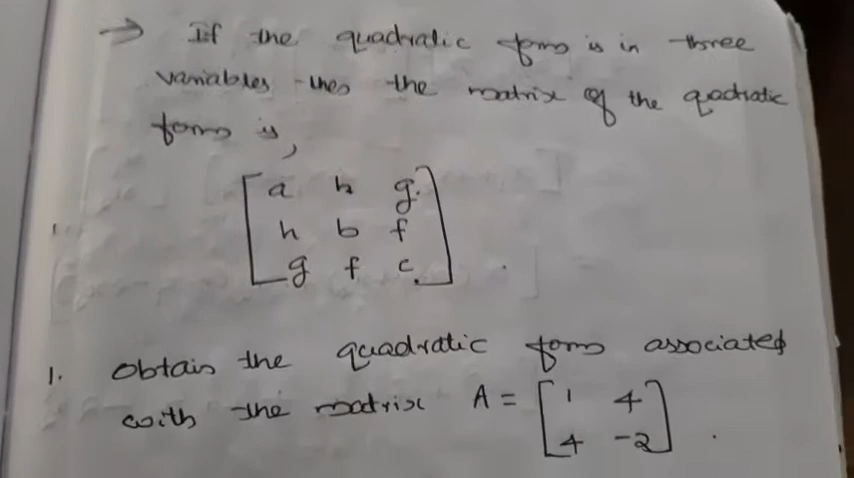 → If the quadratic form is in three
variables then the matrix of the quadratic
form is,
[a h g
h b f
g f c].
1. Obtain the quadratic form associated
with the matrix A = [1 4
4 -2].